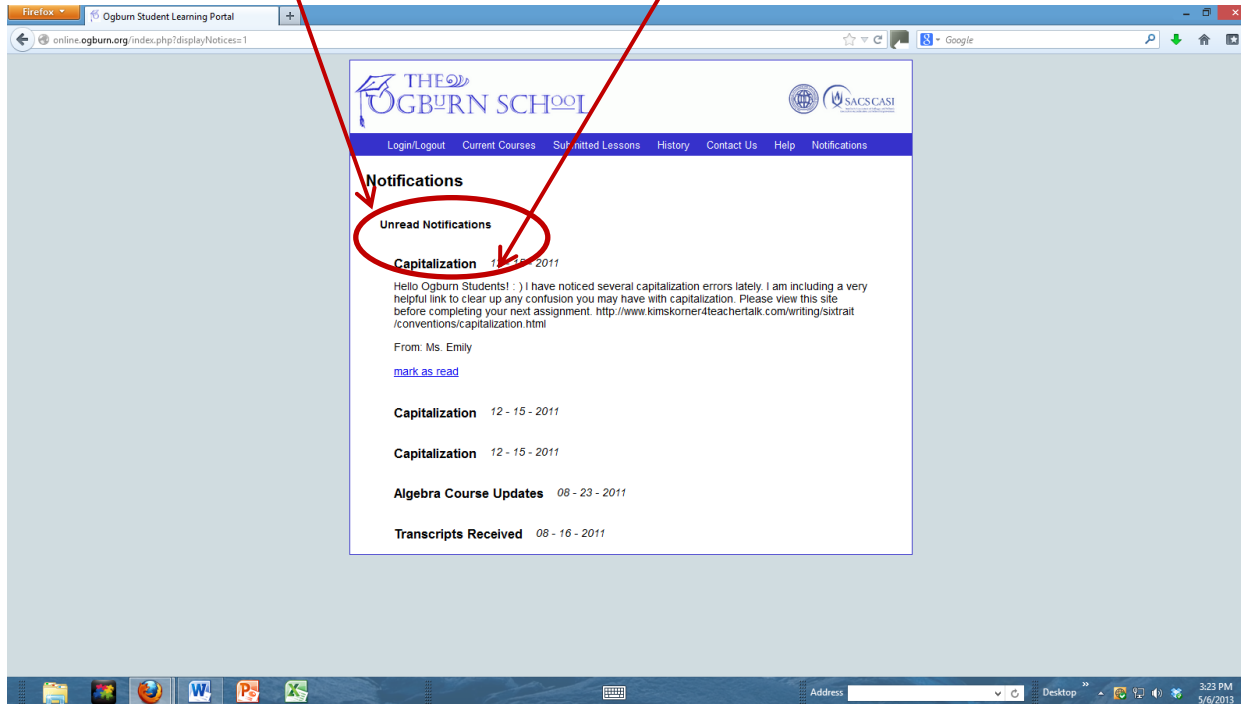 Firefox
Ogburn Student Learning Portal
online.ogburn.org/index.php?displayNotices=1
Google
THE
OGBURN SCHOOL
SACS CASI
Login/Logout Current Courses Submitted Lessons History Contact Us Help Notifications
Notifications
Unread Notifications
Capitalization 12 - 15 - 2011
Hello Ogburn Students! : ) I have noticed several capitalization errors lately. I am including a very
helpful link to clear up any confusion you may have with capitalization. Please view this site
before completing your next assignment. http://www.kimskorner4teachertalk.com/writing/sixtrait
/conventions/capitalization.html
From: Ms. Emily
mark as read
Capitalization 12 - 15 - 2011
Capitalization 12 - 15 - 2011
Algebra Course Updates 08 - 23 - 2011
Transcripts Received 08 - 16 - 2011
Address
Desktop
3:23 PM
5/6/2013